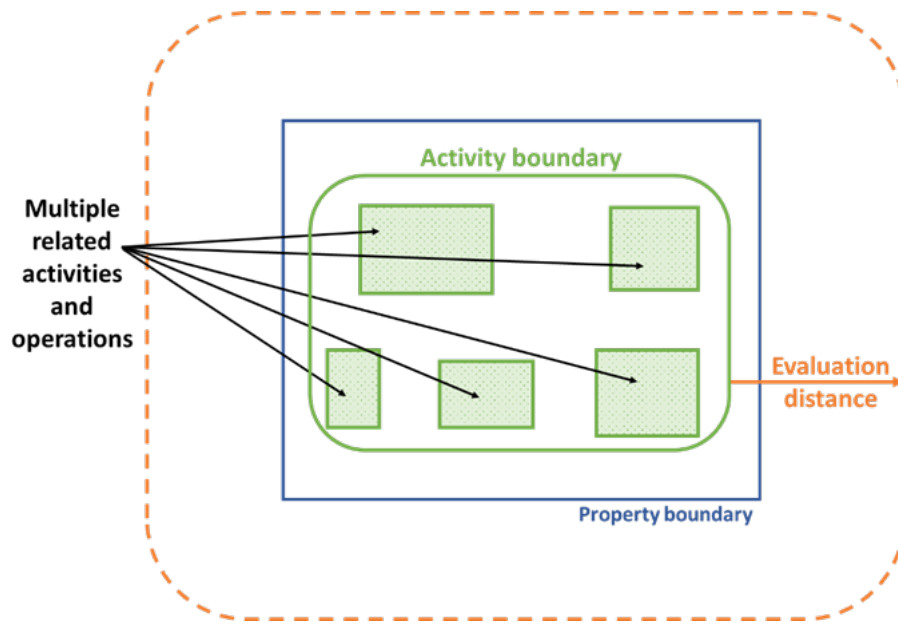 Activity boundary
Multiple
related
activities
and
operations
Evaluation
distance
Property boundary